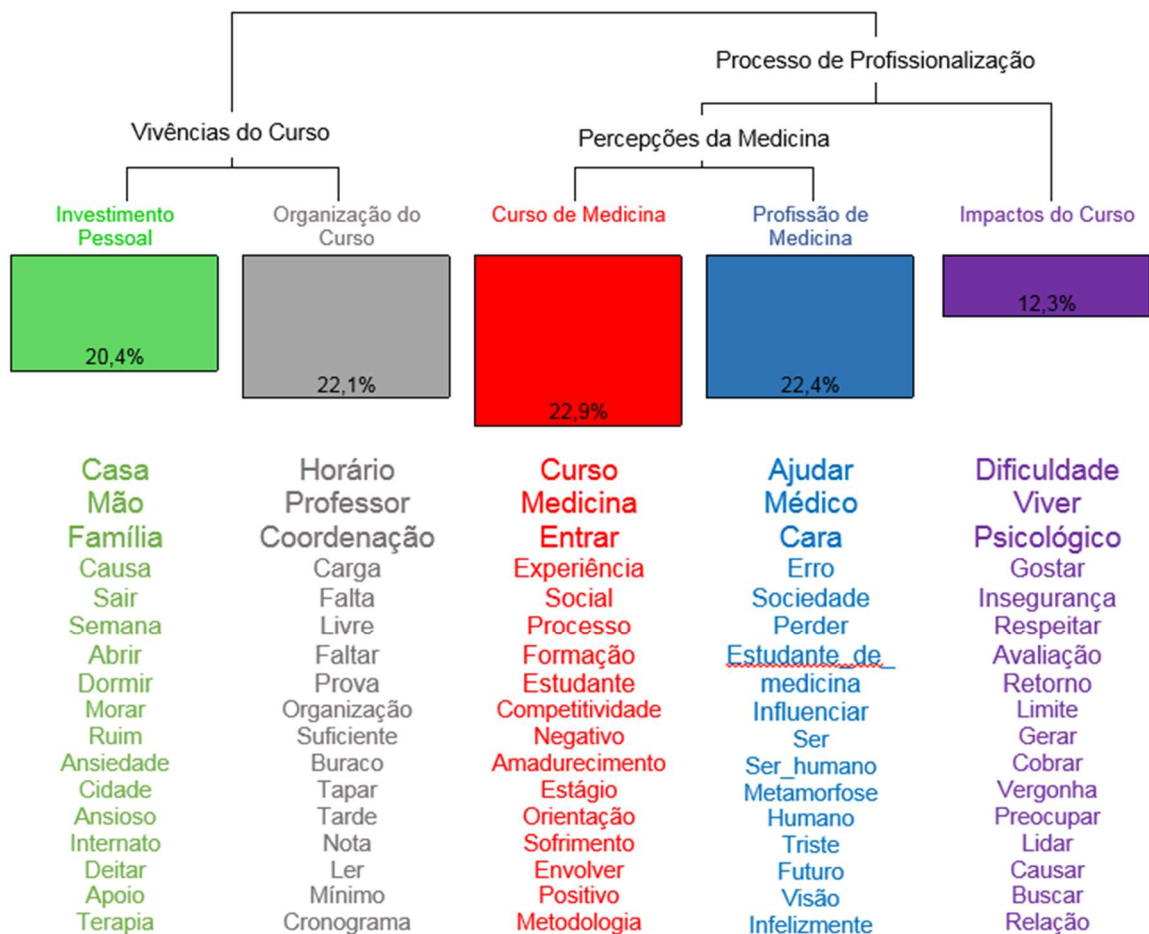 Processo de Profissionalização
Vivências do Curso
Percepções da Medicina
Investimento
Pessoal
Organização do
Curso
Curso de Medicina
Profissão de
Medicina
Impactos do Curso
20,4%
22,1%
22,9%
22,4%
12,3%
Casa
Mão
Família
Causa
Sair
Semana
Abrir
Dormir
Morar
Ruim
Ansiedade
Cidade
Ansioso
Internato
Deitar
Apoio
Terapia
Horário
Professor
Coordenação
Carga
Falta
Livre
Faltar
Prova
Organização
Suficiente
Buraco
Tapar
Tarde
Nota
Ler
Mínimo
Cronograma
Curso
Medicina
Entrar
Experiência
Social
Processo
Formação
Estudante
Competitividade
Negativo
Amadurecimento
Estágio
Orientação
Sofrimento
Envolver
Positivo
Metodologia
Ajudar
Médico
Cara
Erro
Sociedade
Perder
Estudante_de_
medicina
Influenciar
Ser
Ser_humano
Metamorfose
Humano
Triste
Futuro
Visão
Infelizmente
Dificuldade
Viver
Psicológico
Gostar
Insegurança
Respeitar
Avaliação
Retorno
Limite
Gerar
Cobrar
Vergonha
Preocupar
Lidar
Causar
Buscar
Relação